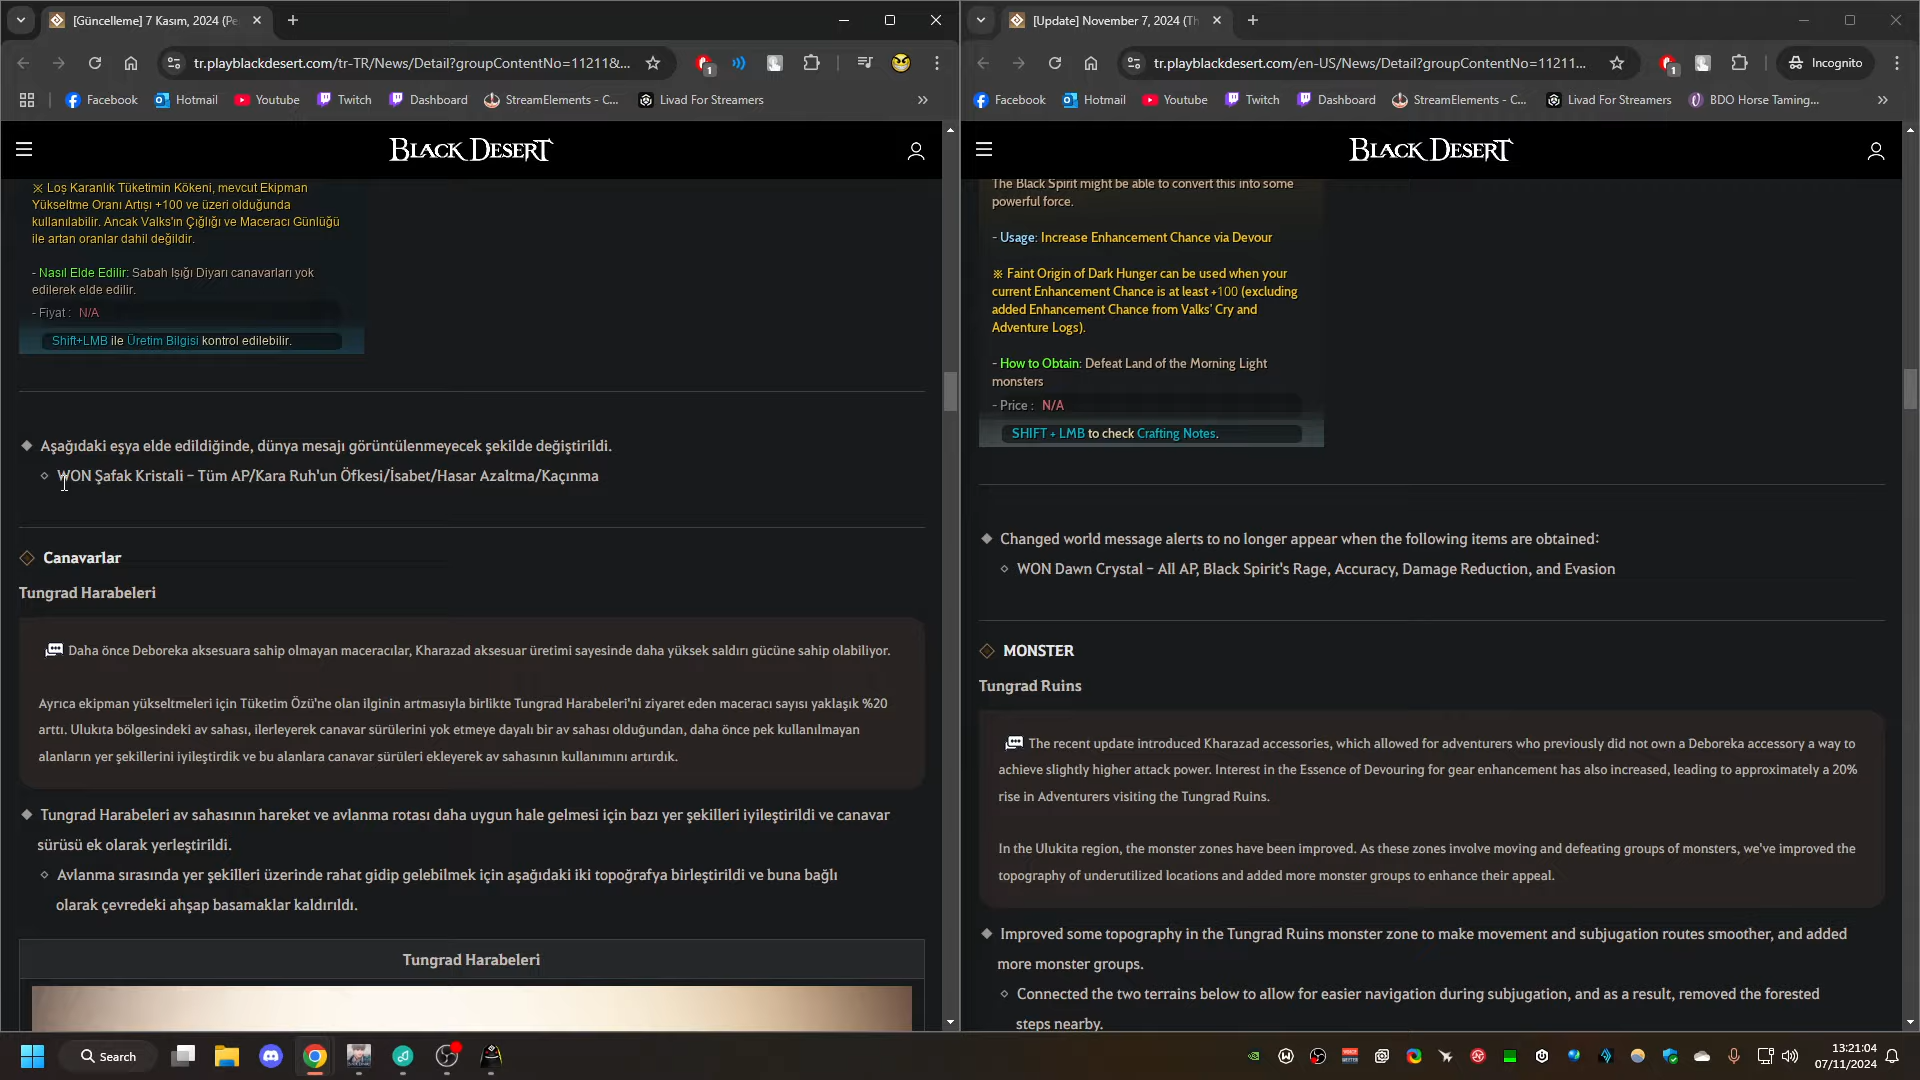 [Güncelleme] 7 Kasım, 2024 (Pe
tr.playblackdesert.com/tr-TR/News/Detail?groupContentNo=11211&...
1
Facebook
Hotmail
Youtube
Twitch
Dashboard
StreamElements - C...
Livad For Streamers
»
BLACK DESERT
※ Loş Karanlık Tüketimin Kökeni, mevcut Ekipman
Yükseltme Oranı Artışı +100 ve üzeri olduğunda
kullanılabilir. Ancak Valks'ın Çığlığı ve Maceracı Günlüğü
ile artan oranlar dahil değildir.
- Nasıl Elde Edilir: Sabah Işığı Diyarı canavarları yok
edilerek elde edilir.
- Fiyat : N/A
Shift+LMB ile Üretim Bilgisi kontrol edilebilir.
Aşağıdaki eşya elde edildiğinde, dünya mesajı görüntülenmeyecek şekilde değiştirildi.
WON Şafak Kristali – Tüm AP/Kara Ruh'un Öfkesi/İsabet/Hasar Azaltma/Kaçınma
Canavarlar
Tungrad Harabeleri
Daha önce Deboreka aksesuara sahip olmayan maceracılar, Kharazad aksesuar üretimi sayesinde daha yüksek saldırı gücüne sahip olabiliyor.
Ayrıca ekipman yükseltmeleri için Tüketim Özü'ne olan ilginin artmasıyla birlikte Tungrad Harabeleri'ni ziyaret eden maceracı sayısı yaklaşık %20
arttı. Ulukıta bölgesindeki av sahası, ilerleyerek canavar sürülerini yok etmeye dayalı bir av sahası olduğundan, daha önce pek kullanılmayan
alanların yer şekillerini iyileştirdik ve bu alanlara canavar sürüleri ekleyerek av sahasının kullanımını artırdık.
Tungrad Harabeleri av sahasının hareket ve avlanma rotası daha uygun hale gelmesi için bazı yer şekilleri iyileştirildi ve canavar
sürüsü ek olarak yerleştirildi.
Avlanma sırasında yer şekilleri üzerinde rahat gidip gelebilmek için aşağıdaki iki topoğrafya birleştirildi ve buna bağlı
olarak çevredeki ahşap basamaklar kaldırıldı.
Tungrad Harabeleri
[Update] November 7, 2024 (Th
tr.playblackdesert.com/en-US/News/Detail?groupContentNo=11211...
1
Incognito
Facebook
Hotmail
Youtube
Twitch
Dashboard
StreamElements - C...
Livad For Streamers
BDO Horse Taming...
»
BLACK DESERT
The Black Spirit might be able to convert this into some
powerful force.
- Usage: Increase Enhancement Chance via Devour
※ Faint Origin of Dark Hunger can be used when your
current Enhancement Chance is at least +100 (excluding
added Enhancement Chance from Valks' Cry and
Adventure Logs).
- How to Obtain: Defeat Land of the Morning Light
monsters
- Price : N/A
SHIFT + LMB to check Crafting Notes.
Changed world message alerts to no longer appear when the following items are obtained:
WON Dawn Crystal – All AP, Black Spirit's Rage, Accuracy, Damage Reduction, and Evasion
MONSTER
Tungrad Ruins
The recent update introduced Kharazad accessories, which allowed for adventurers who previously did not own a Deboreka accessory a way to
achieve slightly higher attack power. Interest in the Essence of Devouring for gear enhancement has also increased, leading to approximately a 20%
rise in Adventurers visiting the Tungrad Ruins.
In the Ulukita region, the monster zones have been improved. As these zones involve moving and defeating groups of monsters, we've improved the
topography of underutilized locations and added more monster groups to enhance their appeal.
Improved some topography in the Tungrad Ruins monster zone to make movement and subjugation routes smoother, and added
more monster groups.
Connected the two terrains below to allow for easier navigation during subjugation, and as a result, removed the forested
steps nearby.
Search
13:21:04
07/11/2024